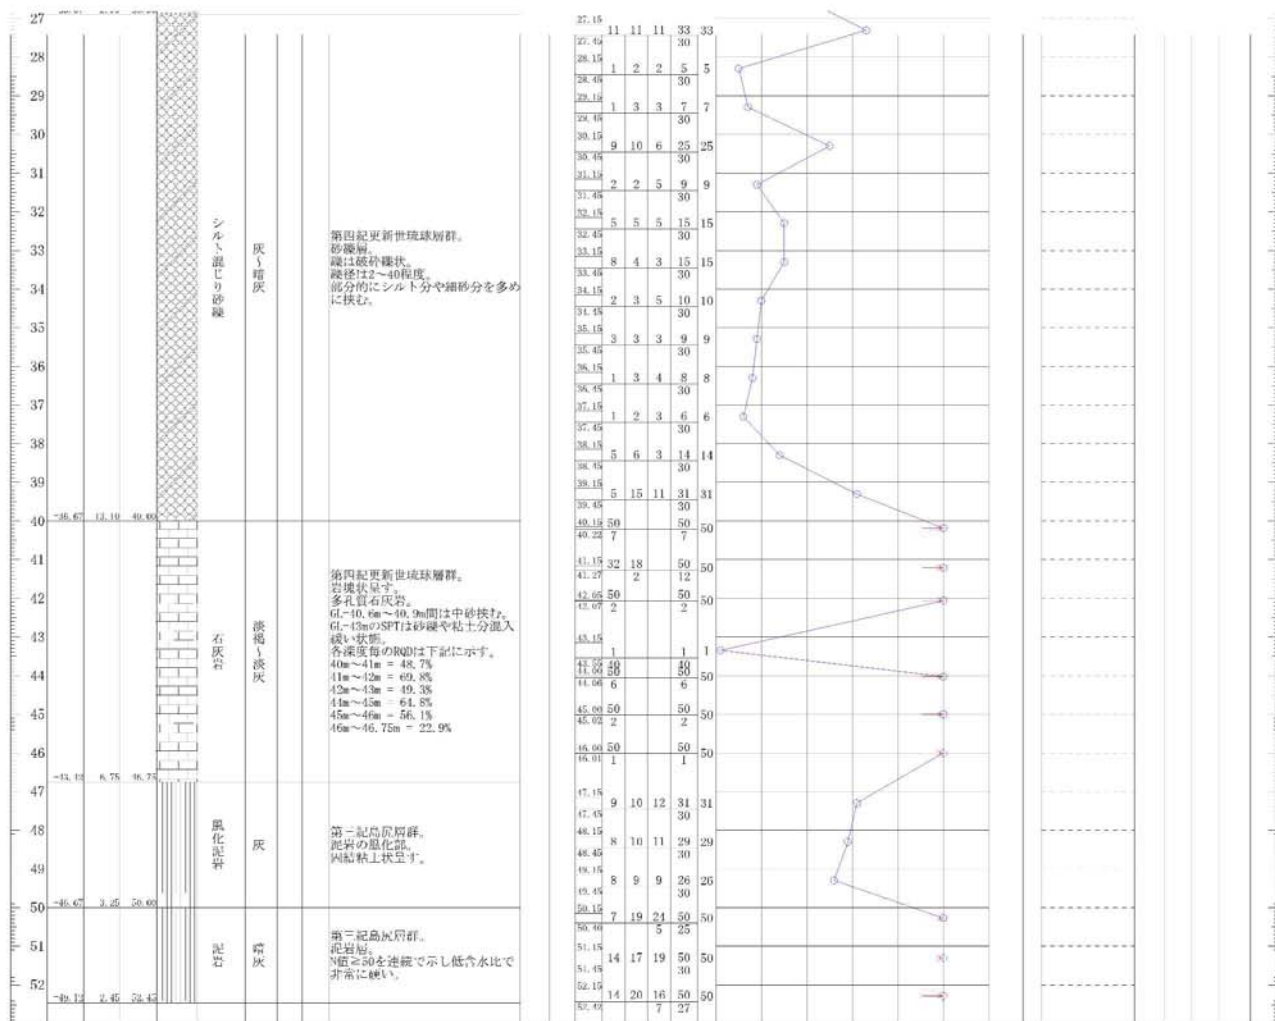 27
28
29
30
31
32
33
34
35
36
37
38
39
40
41
42
43
44
45
46
47
48
49
50
51
52
-36.67 13.10 40.00
-43.42 6.75 46.75
-46.67 3.25 50.00
-49.12 2.45 52.45
シルト混じり砂礫
灰～暗灰
第四紀更新世琉球層群。
砂礫層。
礫は破砕礫状。
礫径は2～40程度。
部分的にシルト分や細砂分を多め
に挟む。
石灰岩
淡褐～淡灰
第四紀更新世琉球層群。
岩塊状呈す。
多孔質石灰岩。
GL-40.6m～40.9m間は中砂挟む。
GL-43mのSPTは砂礫や粘土分混入
緩い状態。
各深度毎のRQDは下記に示す。
40m～41m = 48.7%
41m～42m = 69.8%
42m～43m = 49.3%
44m～45m = 64.8%
45m～46m = 56.1%
46m～46.75m = 22.9%
風化泥岩
灰
第三紀島尻層群。
泥岩の風化部。
固結粘土状呈す。
泥岩
暗灰
第三紀島尻層群。
泥岩層。
N値≧50を連続で示し低含水比で
非常に硬い。
27.15
11 11 11 33 33
27.45 30
28.15
1 2 2 5 5
28.45 30
29.15
1 3 3 7 7
29.45 30
30.15
9 10 6 25 25
30.45 30
31.15
2 2 5 9 9
31.45 30
32.15
5 5 5 15 15
32.45 30
33.15
8 4 3 15 15
33.45 30
34.15
2 3 5 10 10
34.45 30
35.15
3 3 3 9 9
35.45 30
36.15
1 3 4 8 8
36.45 30
37.15
1 2 3 6 6
37.45 30
38.15
5 6 3 14 14
38.45 30
39.15
5 15 11 31 31
39.45 30
40.15 50 50 50
40.22 7 7
41.15 32 18 50 50
41.27 2 12
42.05 50 50 50
42.07 2 2
43.15
1 1 1
43.55 40 40
44.00 50 50 50
44.06 6 6
45.00 50 50 50
45.02 2 2
46.00 50 50 50
46.01 1 1
47.15
9 10 12 31 31
47.45 30
48.15
8 10 11 29 29
48.45 30
49.15
8 9 9 26 26
49.45 30
50.15
7 19 24 50 50
50.40 5 25
51.15
14 17 19 50 50
51.45 30
52.15
14 20 16 50 50
52.42 7 27